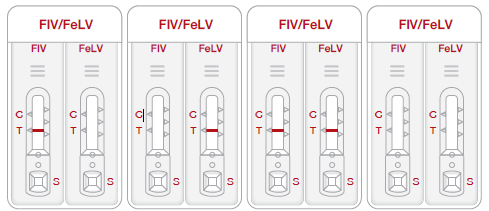 FIV/FeLV FIV/FeLV FIV/FeLV FIV/FeLV
FIV FeLV FIV FeLV FIV FeLV FIV FeLV
C C C C C C C C
T T T T T T T T
S S S S S S S S